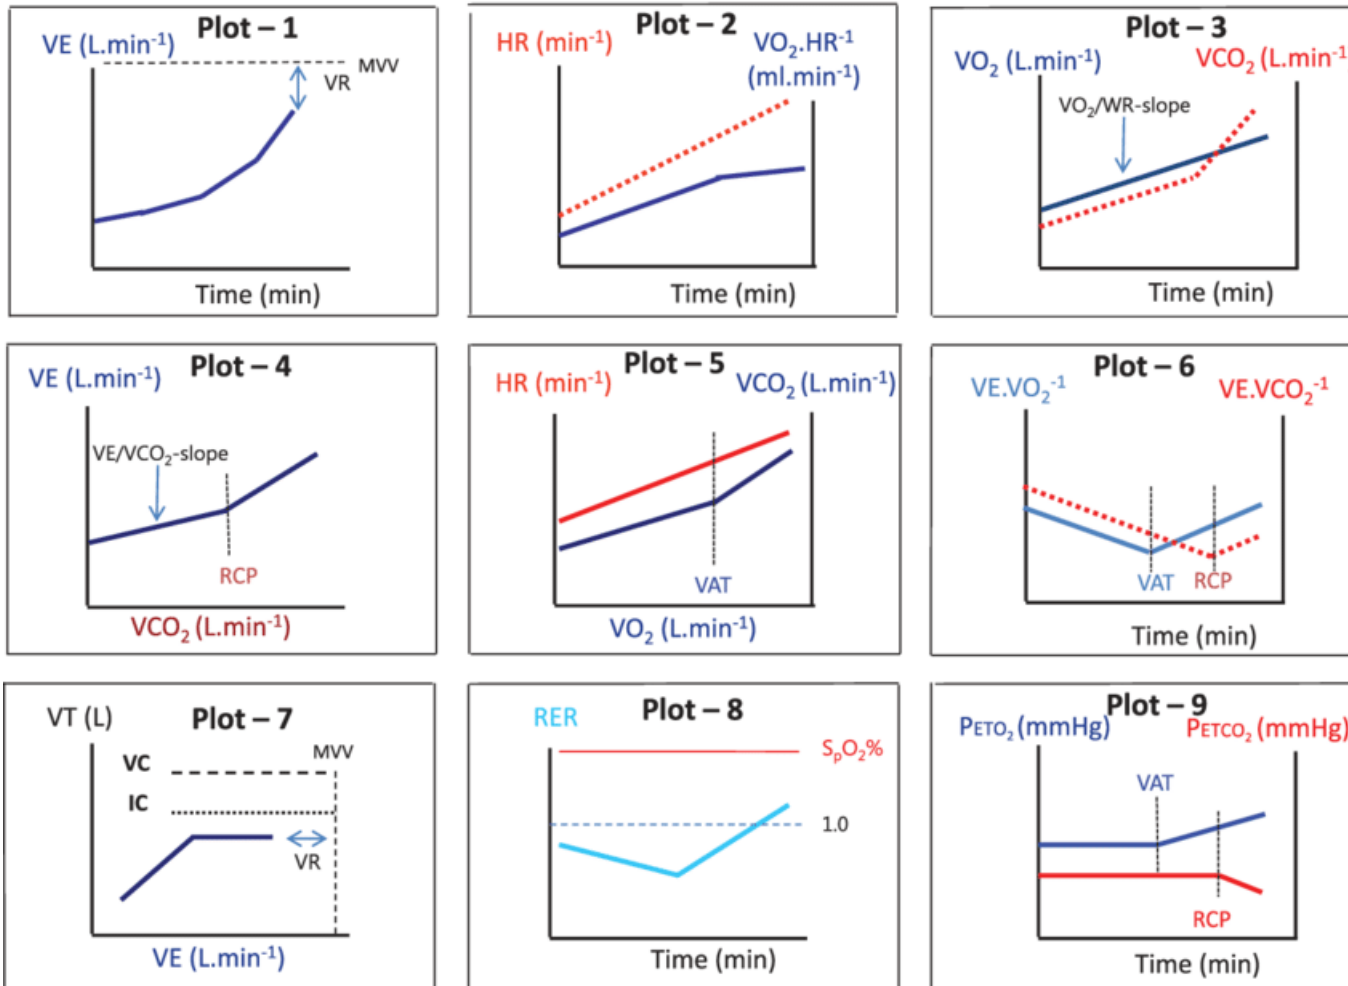 Plot – 1
VE (L.min⁻¹)
MVV
VR
Time (min)
Plot – 2
HR (min⁻¹)
VO₂.HR⁻¹
(ml.min⁻¹)
Time (min)
Plot – 3
VO₂ (L.min⁻¹)
VCO₂ (L.min⁻¹
VO₂/WR-slope
Time (min)
Plot – 4
VE (L.min⁻¹)
VE/VCO₂-slope
RCP
VCO₂ (L.min⁻¹)
Plot – 5
HR (min⁻¹)
VCO₂ (L.min⁻¹)
VAT
VO₂ (L.min⁻¹)
Plot – 6
VE.VO₂⁻¹
VE.VCO₂⁻¹
VAT
RCP
Time (min)
Plot – 7
VT (L)
MVV
VC
IC
VR
VE (L.min⁻¹)
Plot – 8
RER
SₚO₂%
1.0
Time (min)
Plot – 9
PETO₂ (mmHg)
PETCO₂ (mmHg)
VAT
RCP
Time (min)